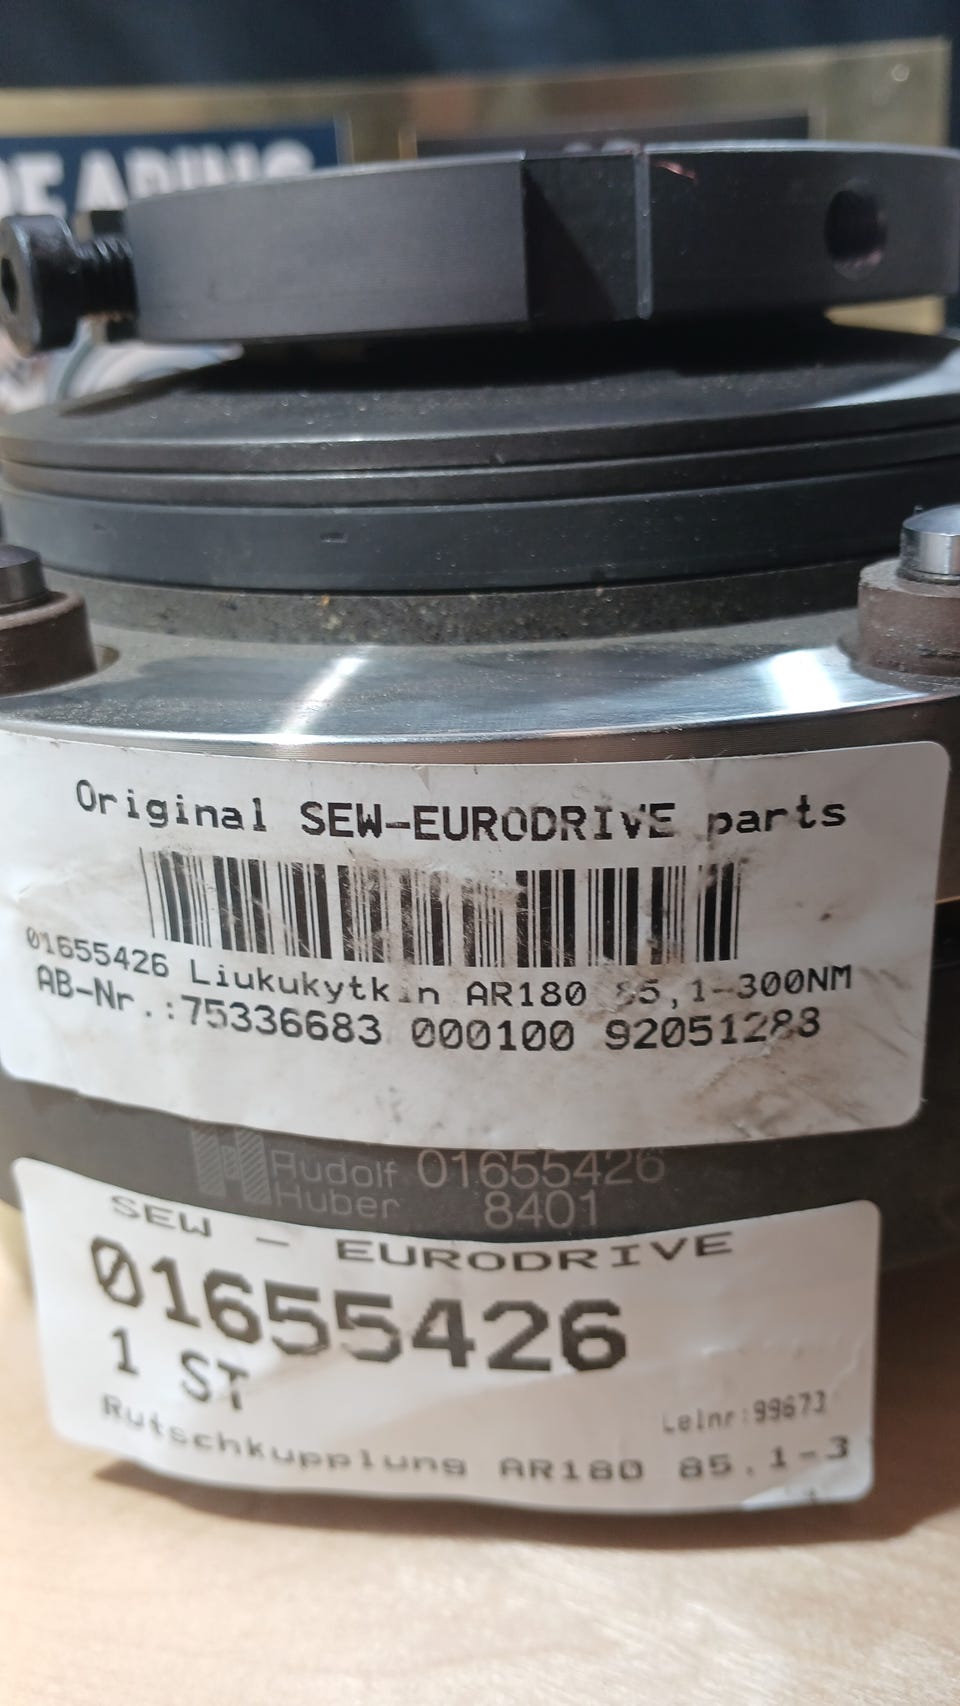 Original SEW-EURODRIVE parts
01655426 Liukukytkin AR180 85,1-300NM
AB-Nr.:75336683 000100 92051283
Rudolf Huber
01655426
8401
SEW - EURODRIVE
01655426
1 ST
Lelnr:99673
Rutschkupplung AR180 85.1-3